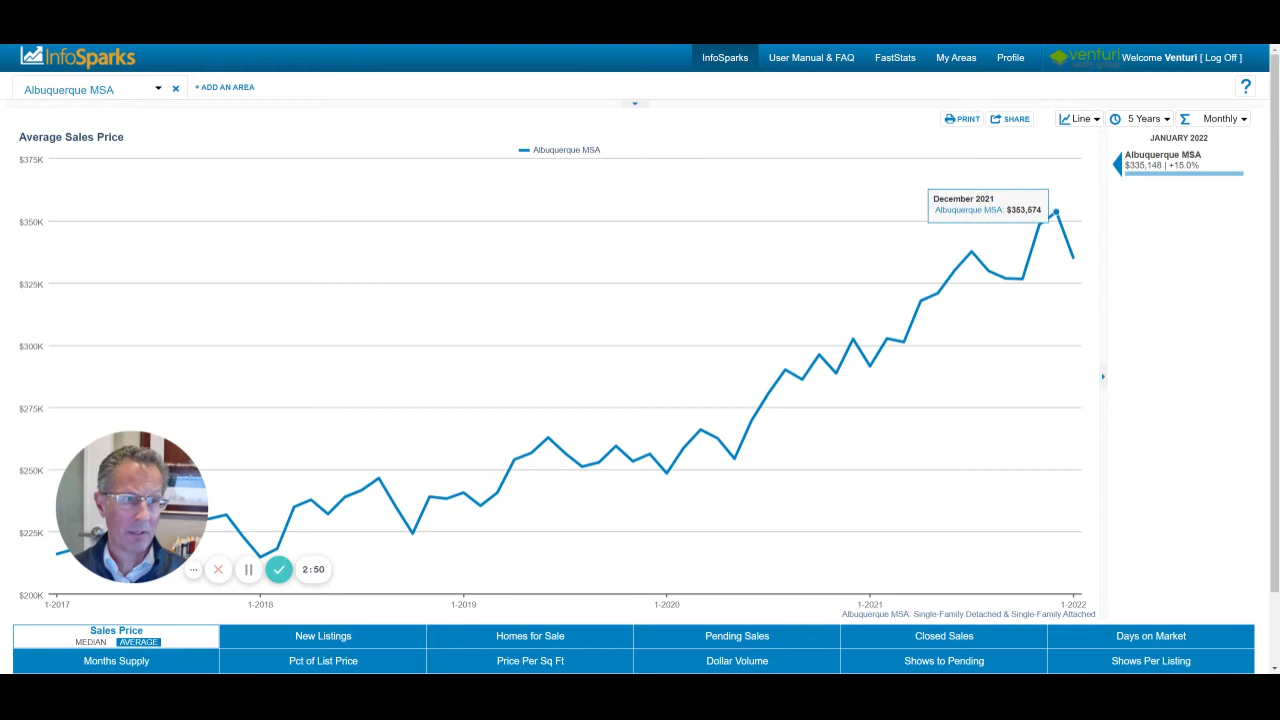 InfoSparks
InfoSparks
User Manual & FAQ
FastStats
My Areas
Profile
venturi
Welcome Venturi [ Log Off ]
Albuquerque MSA
+ ADD AN AREA
?
PRINT
SHARE
Line
5 Years
Σ
Monthly
Average Sales Price
Albuquerque MSA
JANUARY 2022
Albuquerque MSA
$335,148 | +15.0%
$375K
$350K
$325K
$300K
$275K
$250K
$225K
$200K
December 2021
Albuquerque MSA: $353,574
2:50
1-2017
1-2018
1-2019
1-2020
1-2021
1-2022
Albuquerque MSA: Single-Family Detached & Single-Family Attached
Sales Price
MEDIAN AVERAGE
New Listings
Homes for Sale
Pending Sales
Closed Sales
Days on Market
Months Supply
Pct of List Price
Price Per Sq Ft
Dollar Volume
Shows to Pending
Shows Per Listing